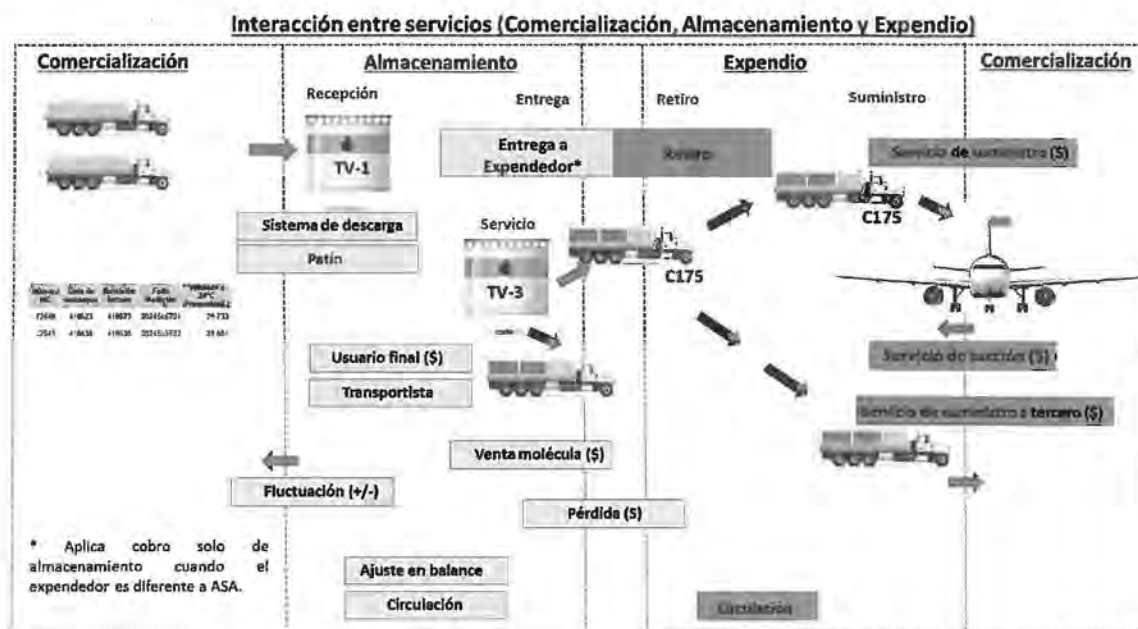 Interacción entre servicios (Comercialización, Almacenamiento y Expendio)
Comercialización
Almacenamiento
Expendio
Comercialización
Recepción
Entrega
Retiro
Suministro
TV-1
Entrega a
Expendedor*
Retiro
Servicio de suministro ($)
C175
Sistema de descarga
Patín
Servicio
TV-3
C175
Usuario final ($)
Transportista
Servicio de succión ($)
Servicio de suministro a tercero ($)
Venta molécula ($)
Fluctuación (+/-)
Pérdida (S)
* Aplica cobro solo de
almacenamiento cuando el
expendedor es diferente a ASA.
Ajuste en balance
Circulación
Circulación